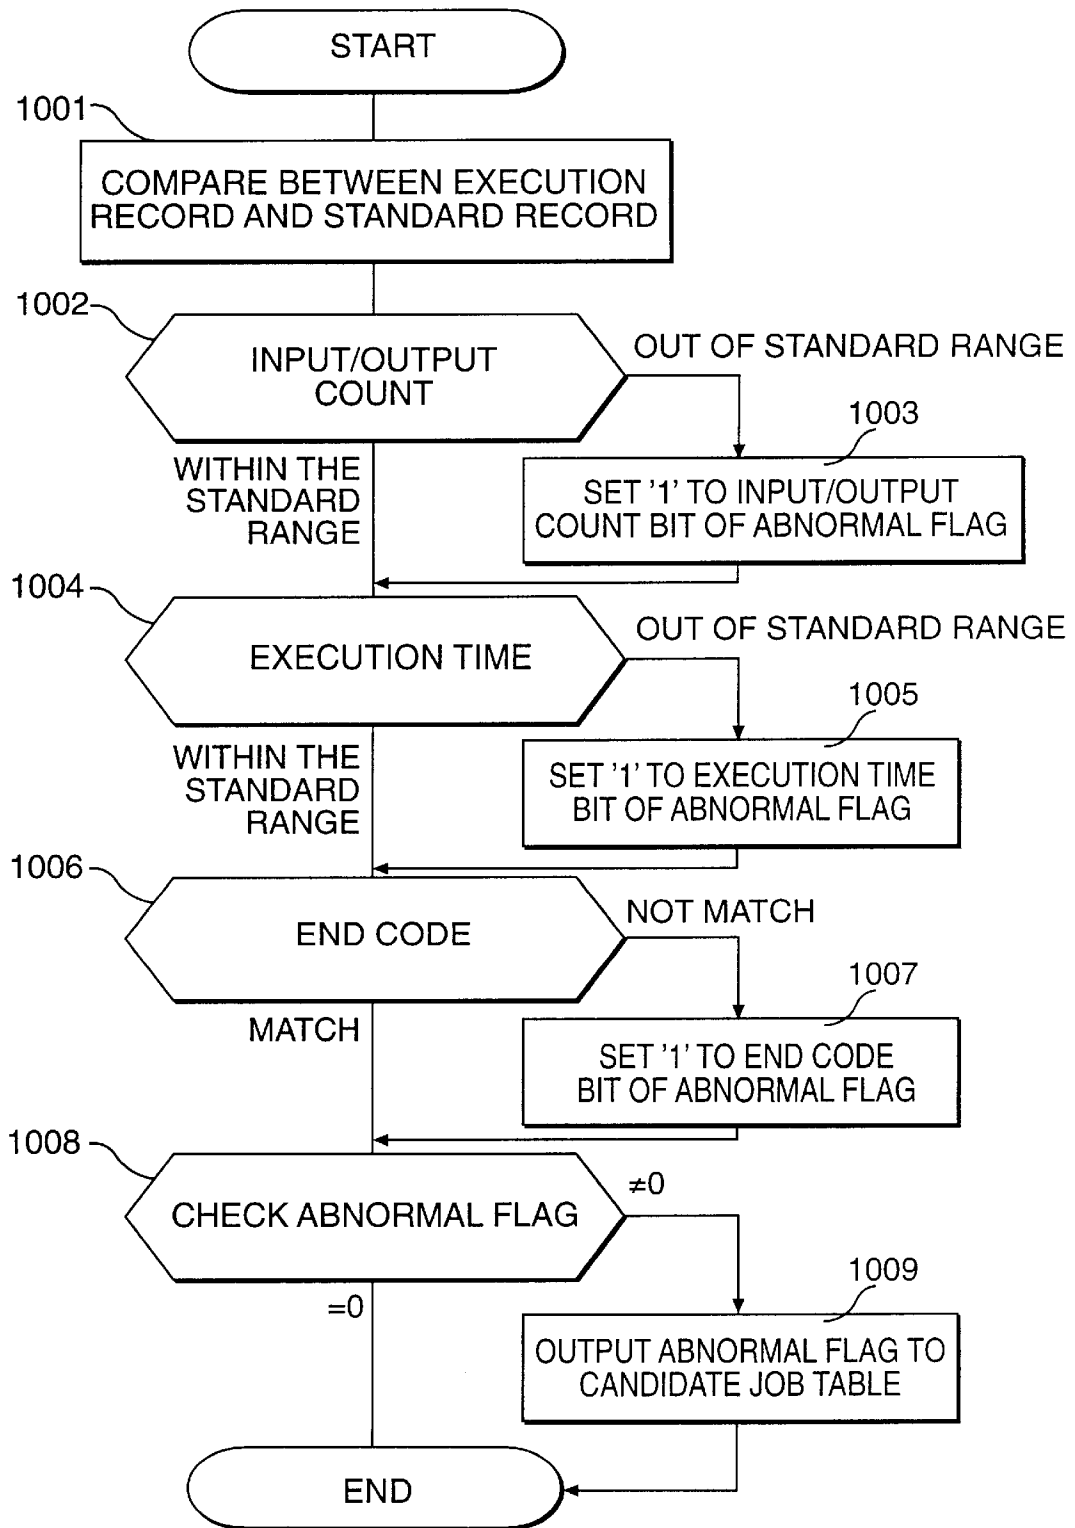 START
1001
COMPARE BETWEEN EXECUTION
RECORD AND STANDARD RECORD
1002
INPUT/OUTPUT
COUNT
OUT OF STANDARD RANGE
WITHIN THE
STANDARD
RANGE
1003
SET '1' TO INPUT/OUTPUT
COUNT BIT OF ABNORMAL FLAG
1004
EXECUTION TIME
OUT OF STANDARD RANGE
WITHIN THE
STANDARD
RANGE
1005
SET '1' TO EXECUTION TIME
BIT OF ABNORMAL FLAG
1006
END CODE
NOT MATCH
MATCH
1007
SET '1' TO END CODE
BIT OF ABNORMAL FLAG
1008
CHECK ABNORMAL FLAG
≠0
=0
1009
OUTPUT ABNORMAL FLAG TO
CANDIDATE JOB TABLE
END